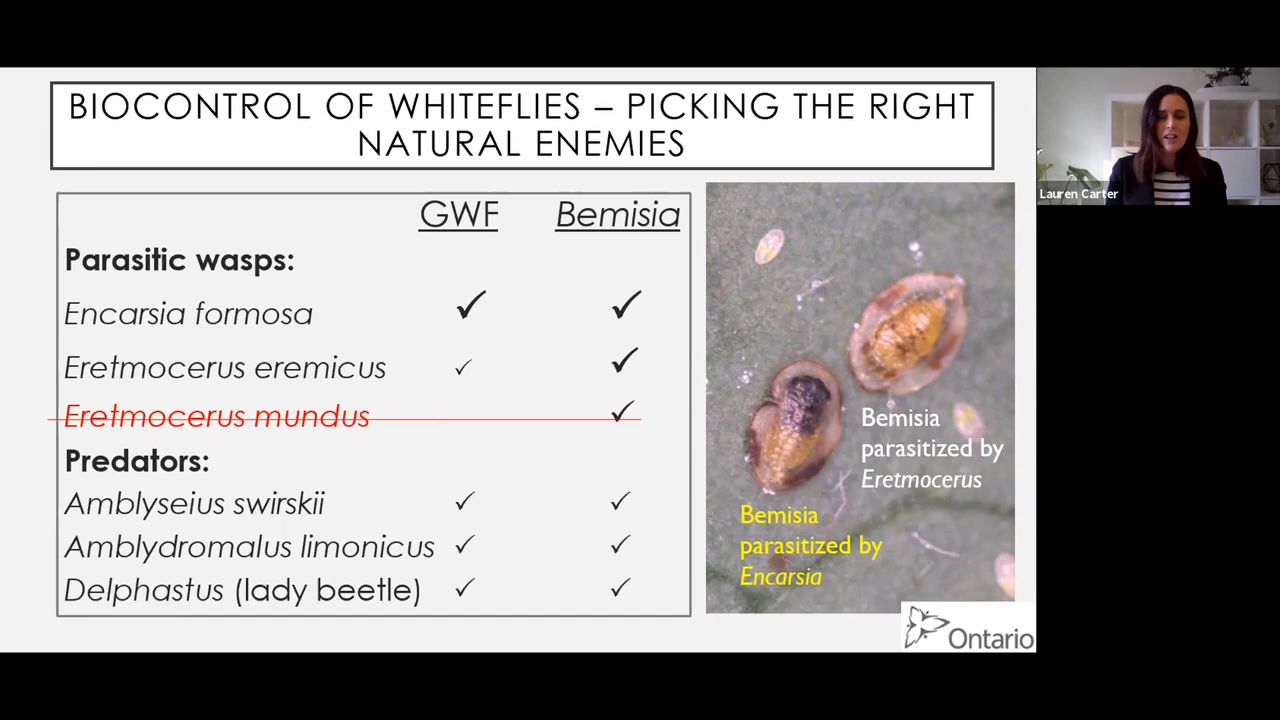 BIOCONTROL OF WHITEFLIES – PICKING THE RIGHT
NATURAL ENEMIES
GWF Bemisia
Parasitic wasps:
Encarsia formosa ✓ ✓
Eretmocerus eremicus ✓ ✓
Eretmocerus mundus ✓
Predators:
Amblyseius swirskii ✓ ✓
Amblydromalus limonicus ✓ ✓
Delphastus (lady beetle) ✓ ✓
Bemisia
parasitized by
Eretmocerus
Bemisia
parasitized by
Encarsia
Ontario
Lauren Carter